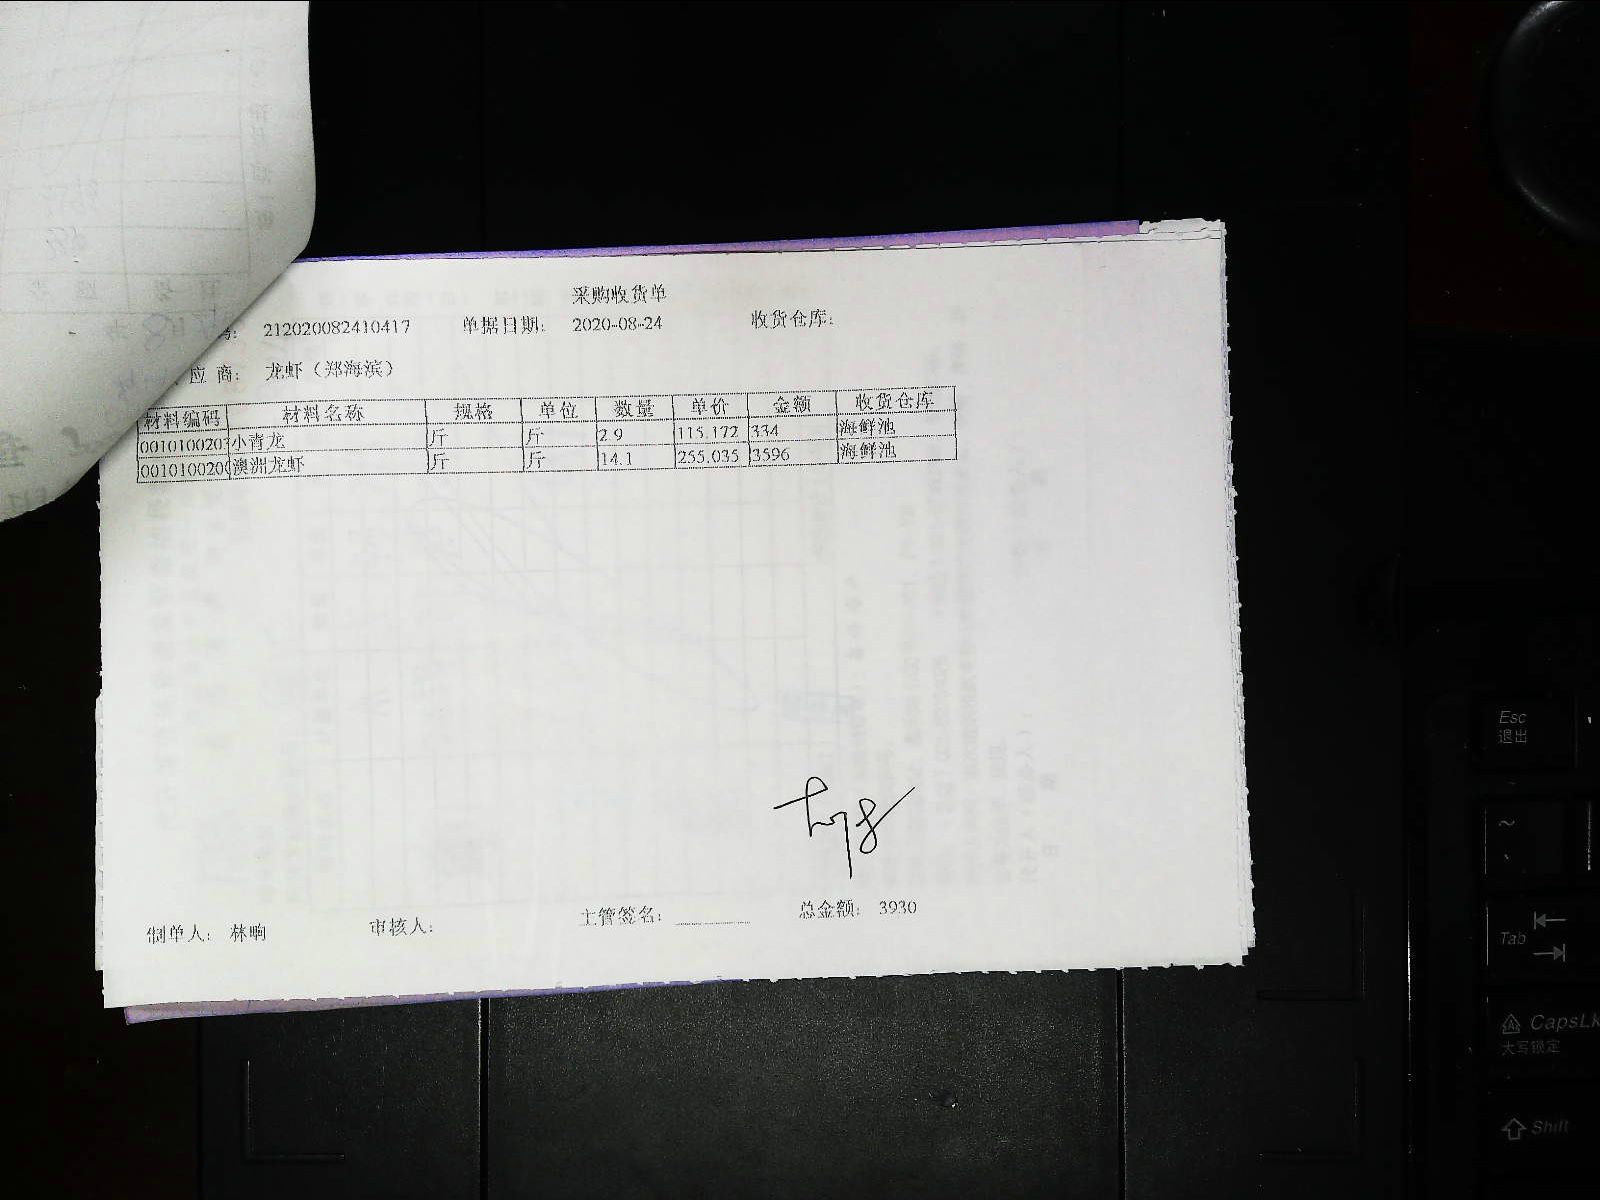 采购收货单
码: 212020082410417 单据日期: 2020-08-24 收货仓库:
应 商: 龙虾（郑海滨）
材料编码 材料名称 规格 单位 数量 单价 金额 收货仓库
00101002 小青龙 斤 斤 2.9 115.172 334 海鲜池
0010100200 澳洲龙虾 斤 斤 14.1 255.035 3596 海鲜池
制单人: 林晌 审核人: 主管签名: 总金额: 3930
Esc
退出
~
Tab
CapsLk
大写锁定
Shift